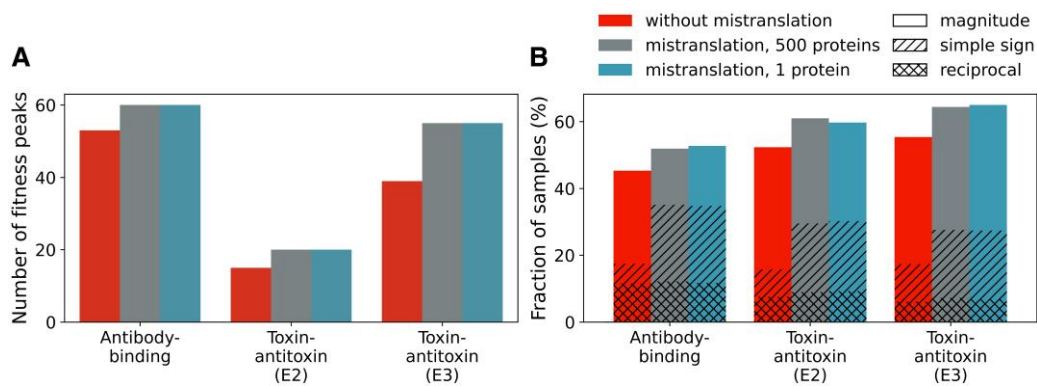 without mistranslation
magnitude
mistranslation, 500 proteins
simple sign
mistranslation, 1 protein
reciprocal
A
Number of fitness peaks
60
40
20
0
Antibody-
binding
Toxin-
antitoxin
(E2)
Toxin-
antitoxin
(E3)
B
Fraction of samples (%)
60
40
20
0
Antibody-
binding
Toxin-
antitoxin
(E2)
Toxin-
antitoxin
(E3)